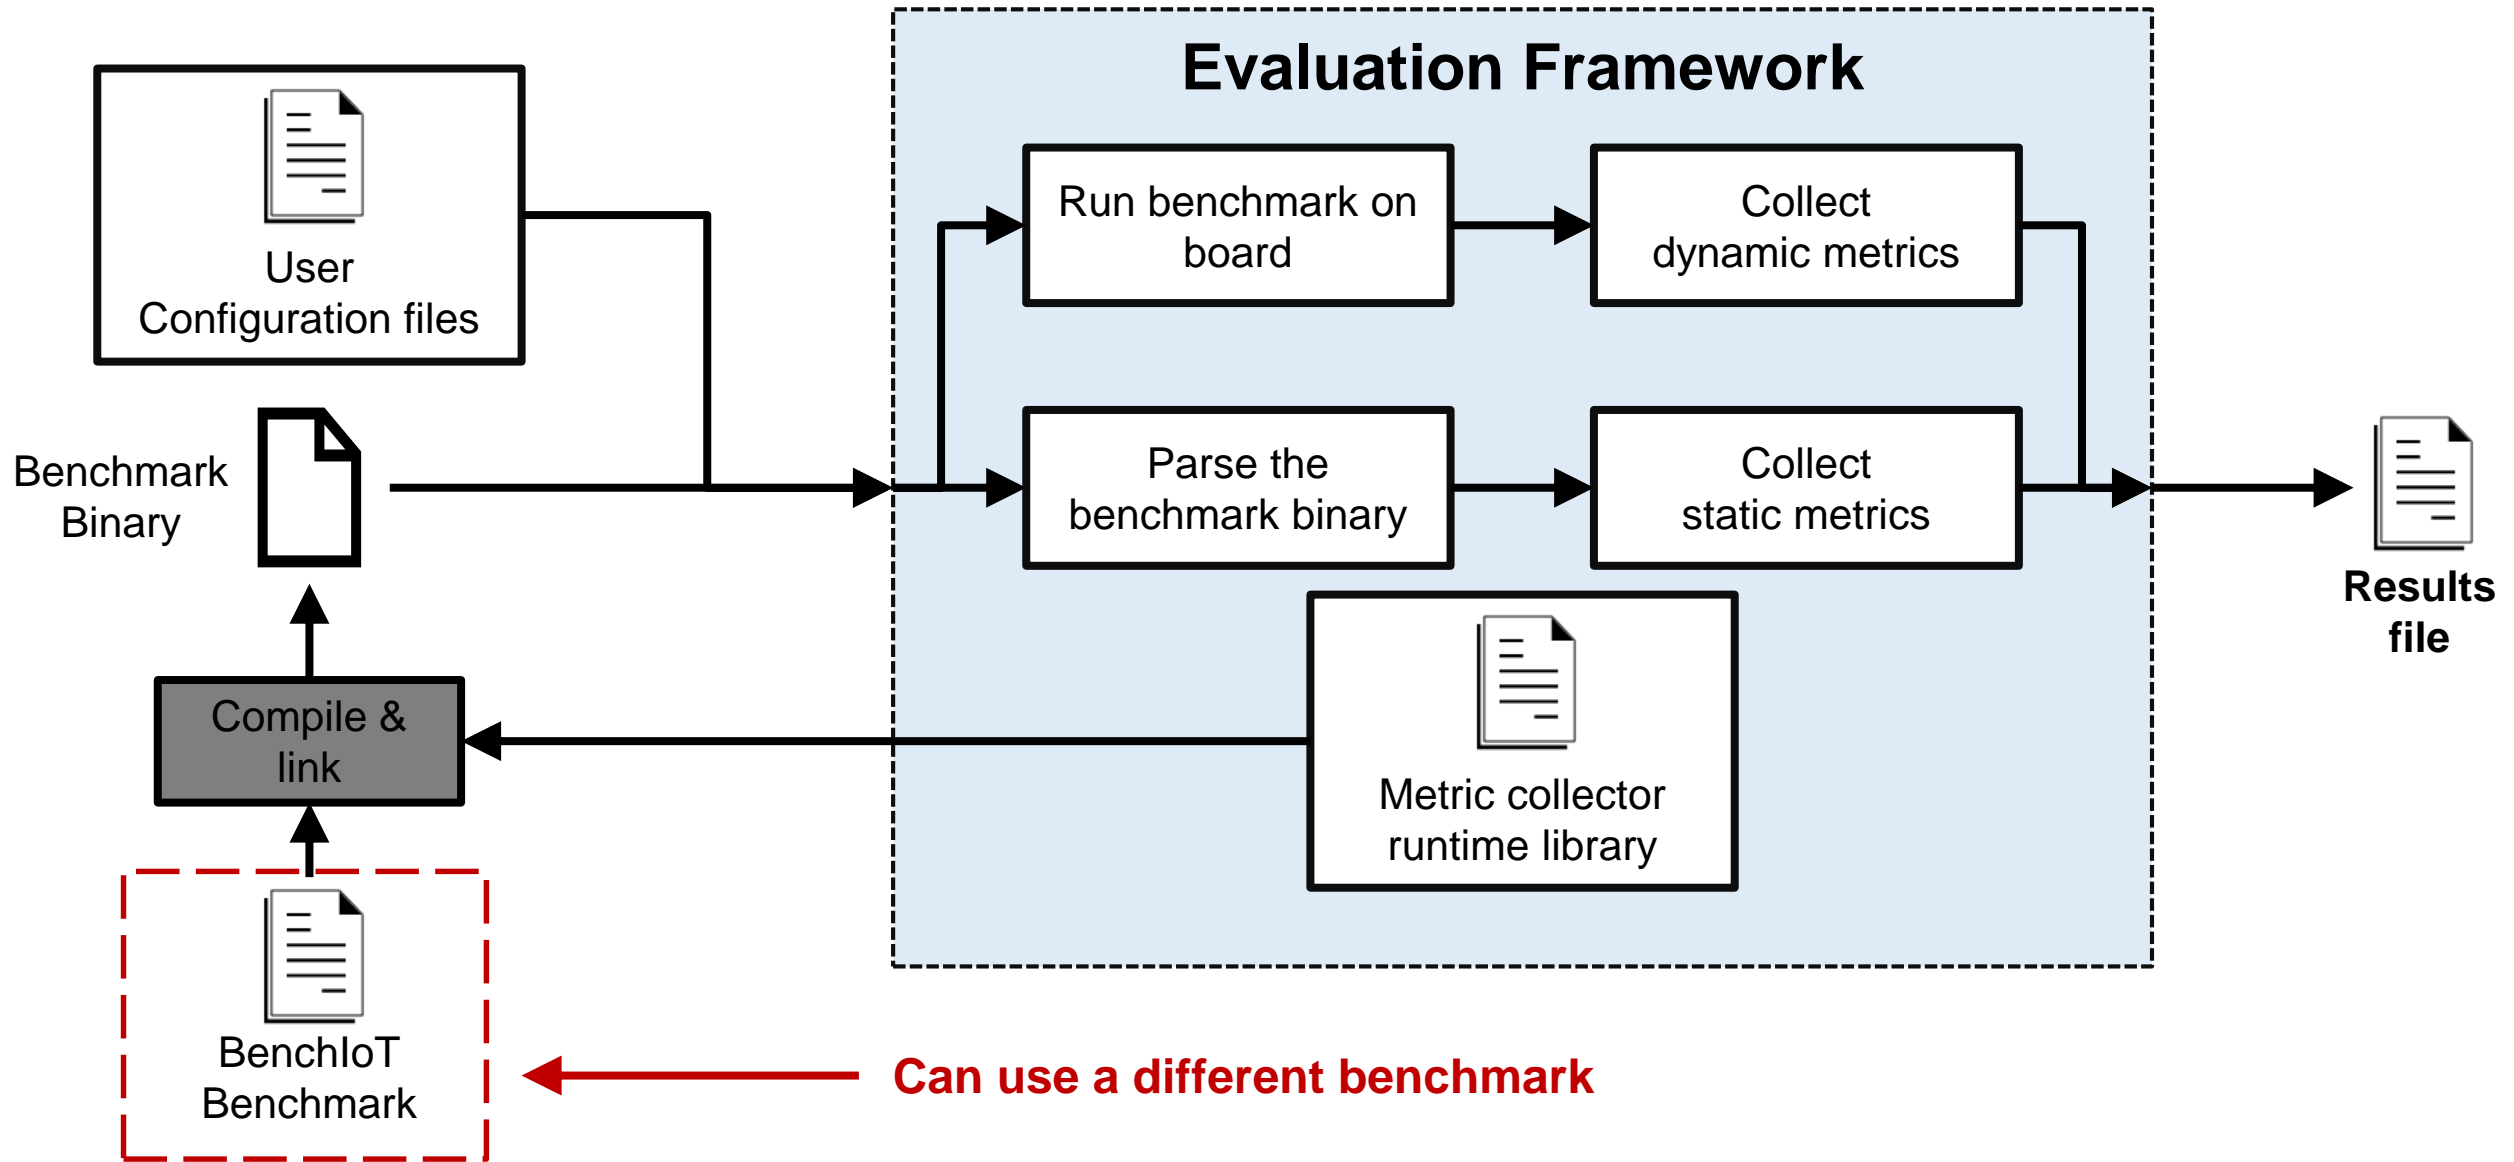 Evaluation Framework
User
Configuration files
Run benchmark on
board
Collect
dynamic metrics
Benchmark
Binary
Parse the
benchmark binary
Collect
static metrics
Results
file
Compile &
link
Metric collector
runtime library
BenchIoT
Benchmark
Can use a different benchmark